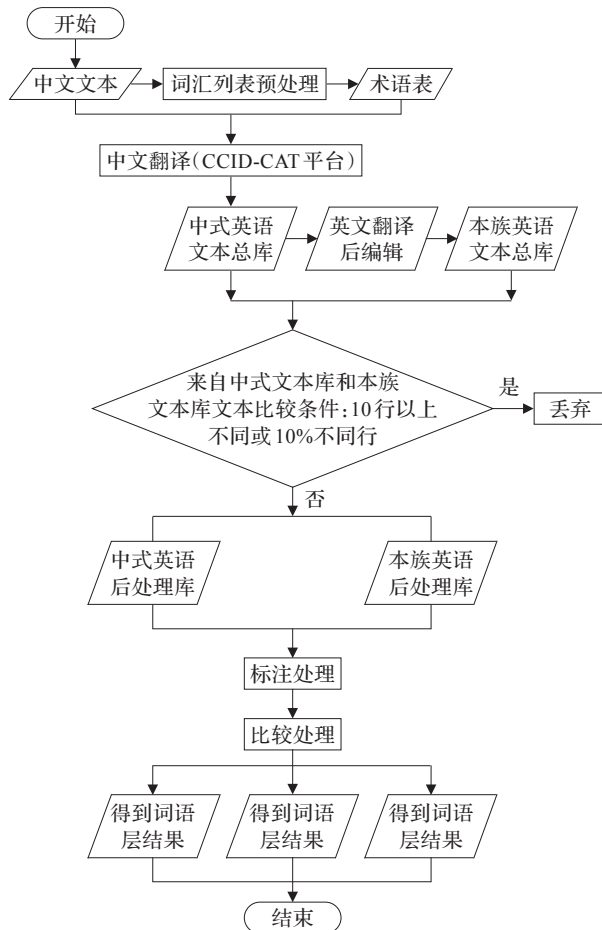 开始
中文文本
词汇列表预处理
术语表
中文翻译(CCID-CAT平台)
中式英语
文本总库
英文翻译
后编辑
本族英语
文本总库
来自中式文本库和本族
文本库文本比较条件:10行以上
不同或10%不同行
是
丢弃
否
中式英语
后处理库
本族英语
后处理库
标注处理
比较处理
得到词语
层结果
得到词语
层结果
得到词语
层结果
结束